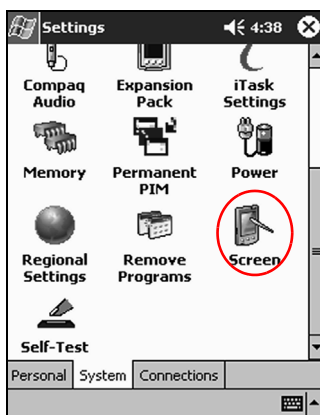 Settings 4:38
Compaq Expansion iTask
Audio Pack Settings
Memory Permanent Power
PIM
Regional Remove Screen
Settings Programs
Self-Test
Personal System Connections